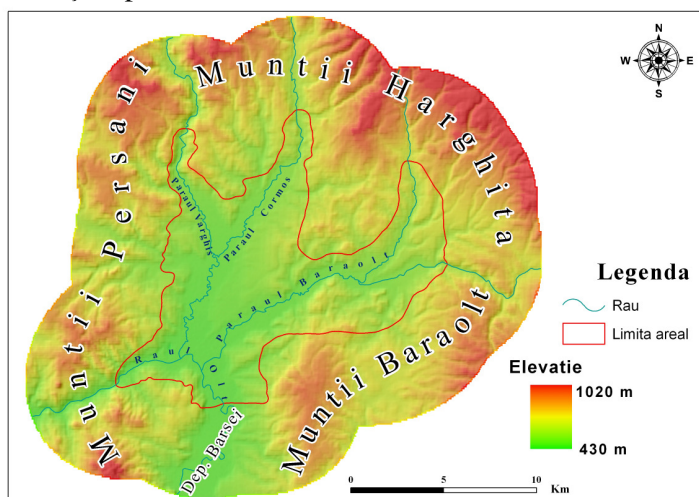 N
W E
S
Muntii Harghita
Muntii Persani
Paraul Varghis
Paraul Cormos
Paraul Baraolt
Raul Olt
Muntii Baraolt
Dep. Barsei
Legenda
Rau
Limita areal
Elevatie
1020 m
430 m
0 5 10
Km